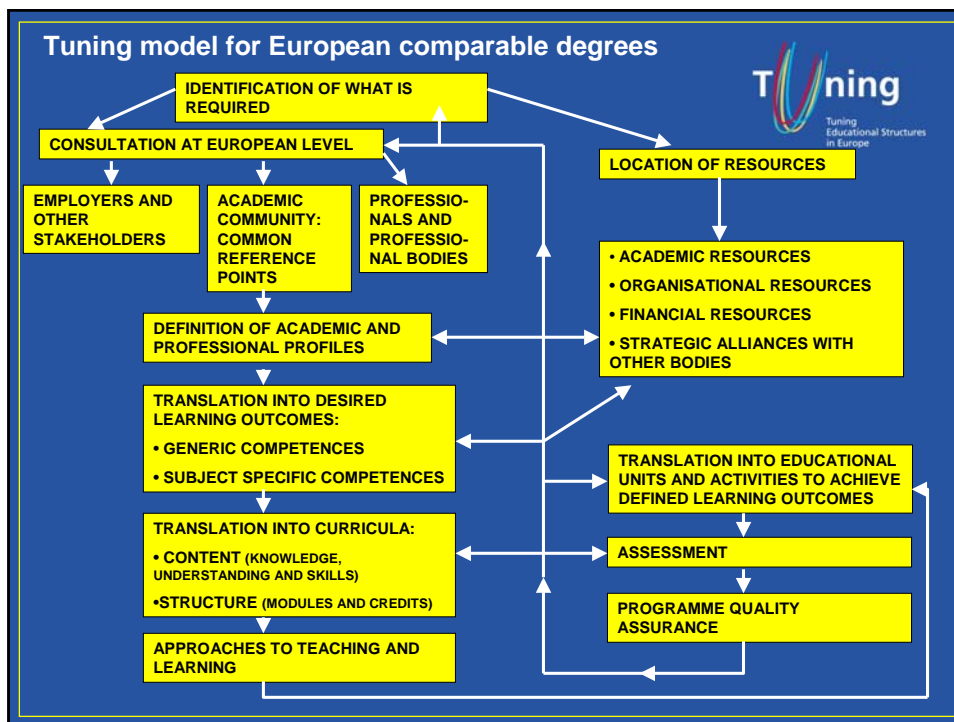 Tuning model for European comparable degrees
TUning
Tuning
Educational Structures
in Europe
IDENTIFICATION OF WHAT IS
REQUIRED
CONSULTATION AT EUROPEAN LEVEL
LOCATION OF RESOURCES
EMPLOYERS AND
OTHER
STAKEHOLDERS
ACADEMIC
COMMUNITY:
COMMON
REFERENCE
POINTS
PROFESSIO-
NALS AND
PROFESSIO-
NAL BODIES
• ACADEMIC RESOURCES
• ORGANISATIONAL RESOURCES
• FINANCIAL RESOURCES
• STRATEGIC ALLIANCES WITH
OTHER BODIES
DEFINITION OF ACADEMIC AND
PROFESSIONAL PROFILES
TRANSLATION INTO DESIRED
LEARNING OUTCOMES:
• GENERIC COMPETENCES
• SUBJECT SPECIFIC COMPETENCES
TRANSLATION INTO EDUCATIONAL
UNITS AND ACTIVITIES TO ACHIEVE
DEFINED LEARNING OUTCOMES
TRANSLATION INTO CURRICULA:
• CONTENT (KNOWLEDGE,
UNDERSTANDING AND SKILLS)
•STRUCTURE (MODULES AND CREDITS)
ASSESSMENT
PROGRAMME QUALITY
ASSURANCE
APPROACHES TO TEACHING AND
LEARNING